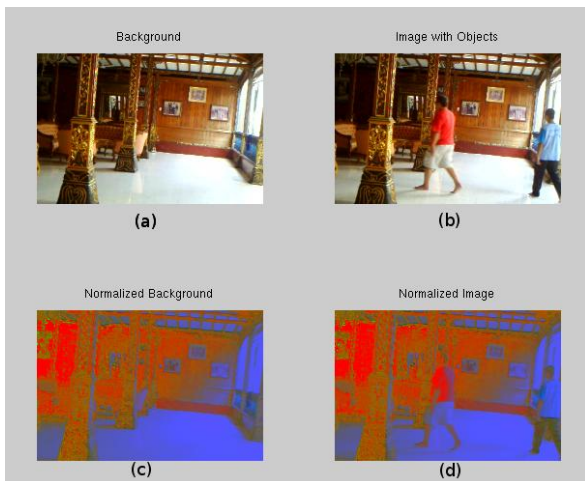 Background
Image with Objects
(a)
(b)
Normalized Background
Normalized Image
(c)
(d)